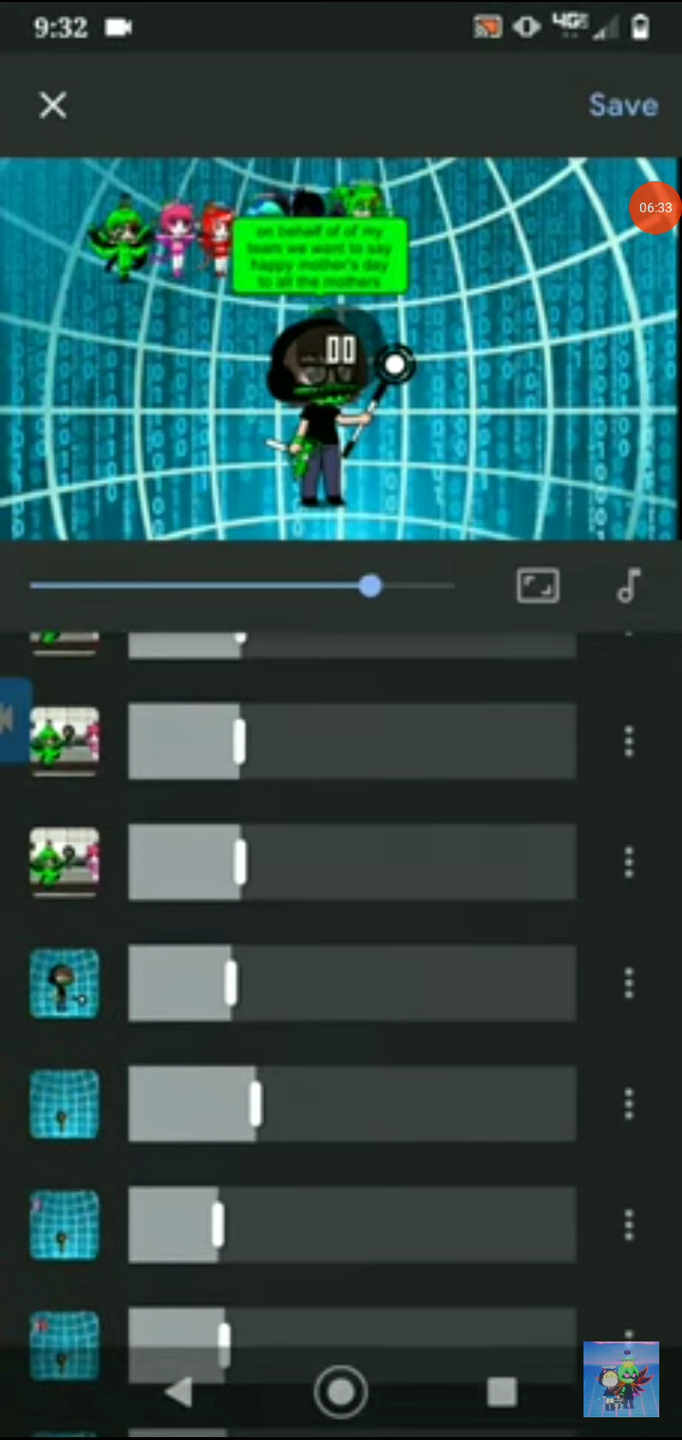 9:32
4G
Save
06:33
on behalf of of my
team we want to say
happy mother's day
to all the mothers